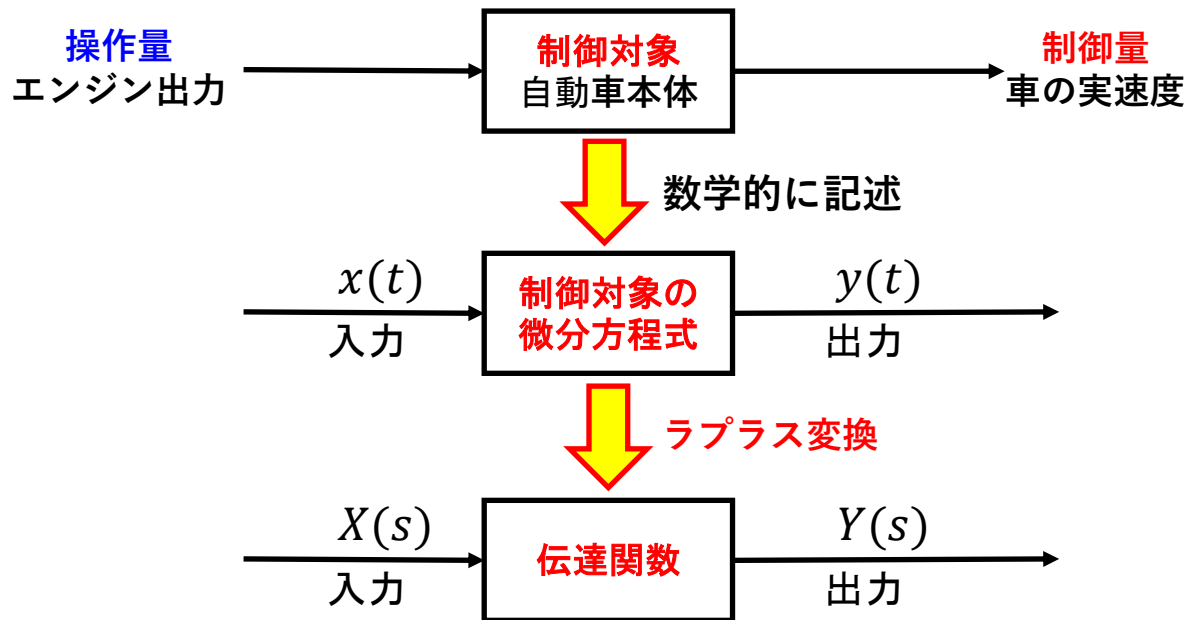 操作量
エンジン出力
制御対象
自動車本体
制御量
車の実速度
数学的に記述
x(t)
入力
制御対象の
微分方程式
y(t)
出力
ラプラス変換
X(s)
入力
伝達関数
Y(s)
出力